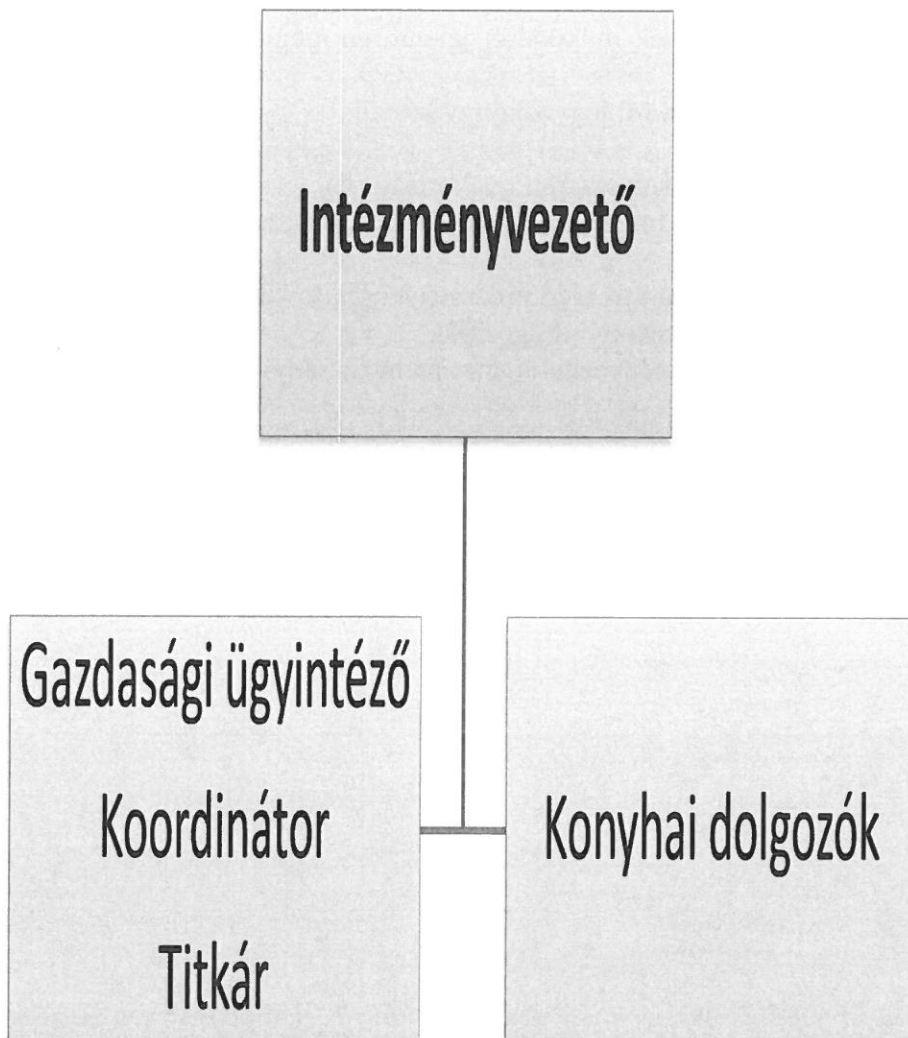 Intézményvezető
Gazdasági ügyintéző
Koordinátor
Titkár
Konyhai dolgozók